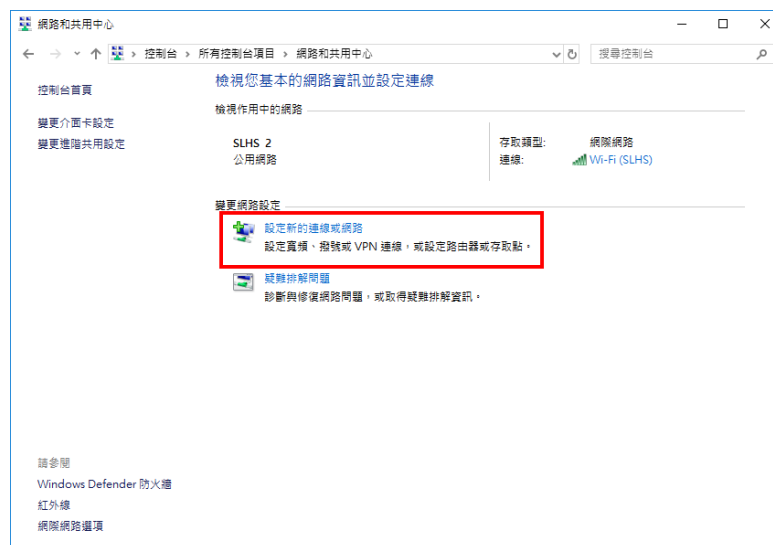 網路和共用中心
控制台 › 所有控制台項目 › 網路和共用中心
搜尋控制台
控制台首頁
變更介面卡設定
變更進階共用設定
檢視您基本的網路資訊並設定連線
檢視作用中的網路
SLHS 2
公用網路
存取類型: 網際網路
連線: Wi-Fi (SLHS)
變更網路設定
設定新的連線或網路
設定寬頻、撥號或 VPN 連線，或設定路由器或存取點。
疑難排解問題
診斷與修復網路問題，或取得疑難排解資訊。
請參閱
Windows Defender 防火牆
紅外線
網際網路選項